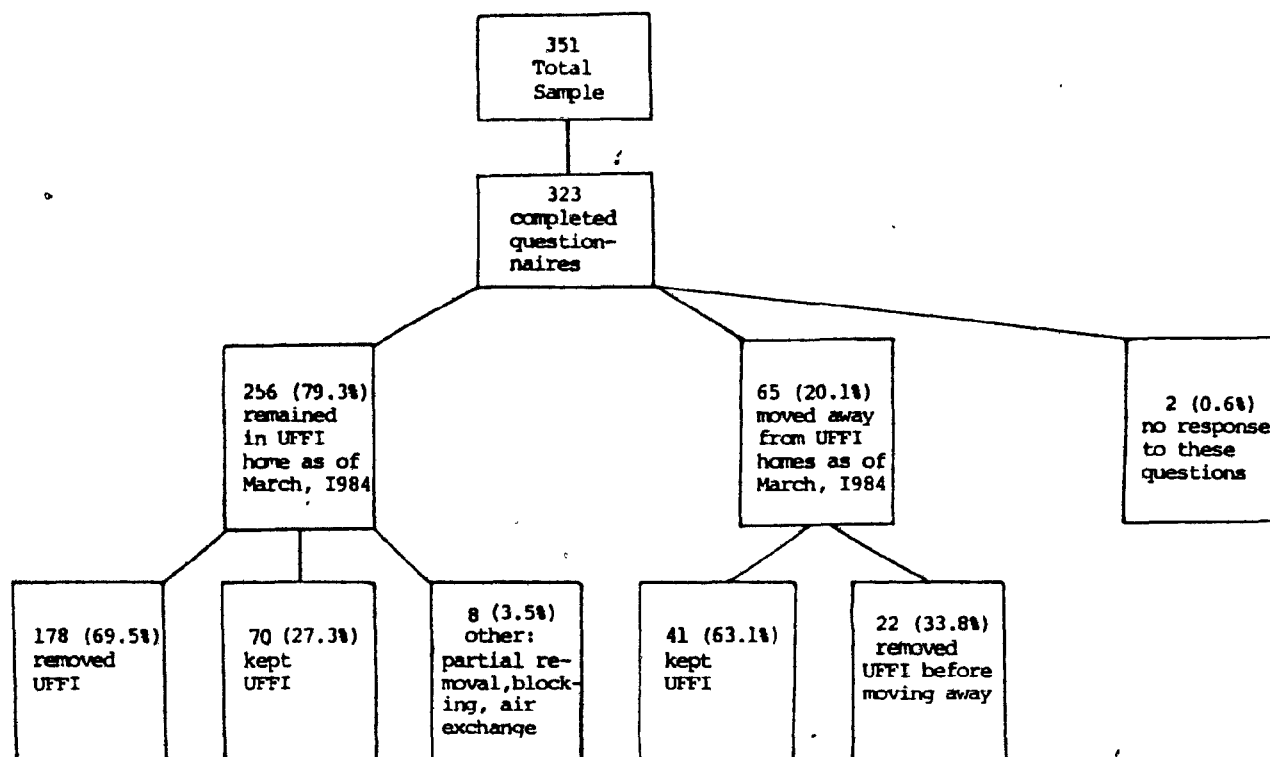 351
Total
Sample
323
completed
question-
naires
256 (79.3%)
remained
in UFFI
home as of
March, I984
65 (20.1%)
moved away
from UFFI
homes as of
March, I984
2 (0.6%)
no response
to these
questions
178 (69.5%)
removed
UFFI
70 (27.3%)
kept
UFFI
8 (3.5%)
other:
partial re-
moval,block-
ing, air
exchange
41 (63.1%)
kept
UFFI
22 (33.8%)
removed
UFFI before
moving away